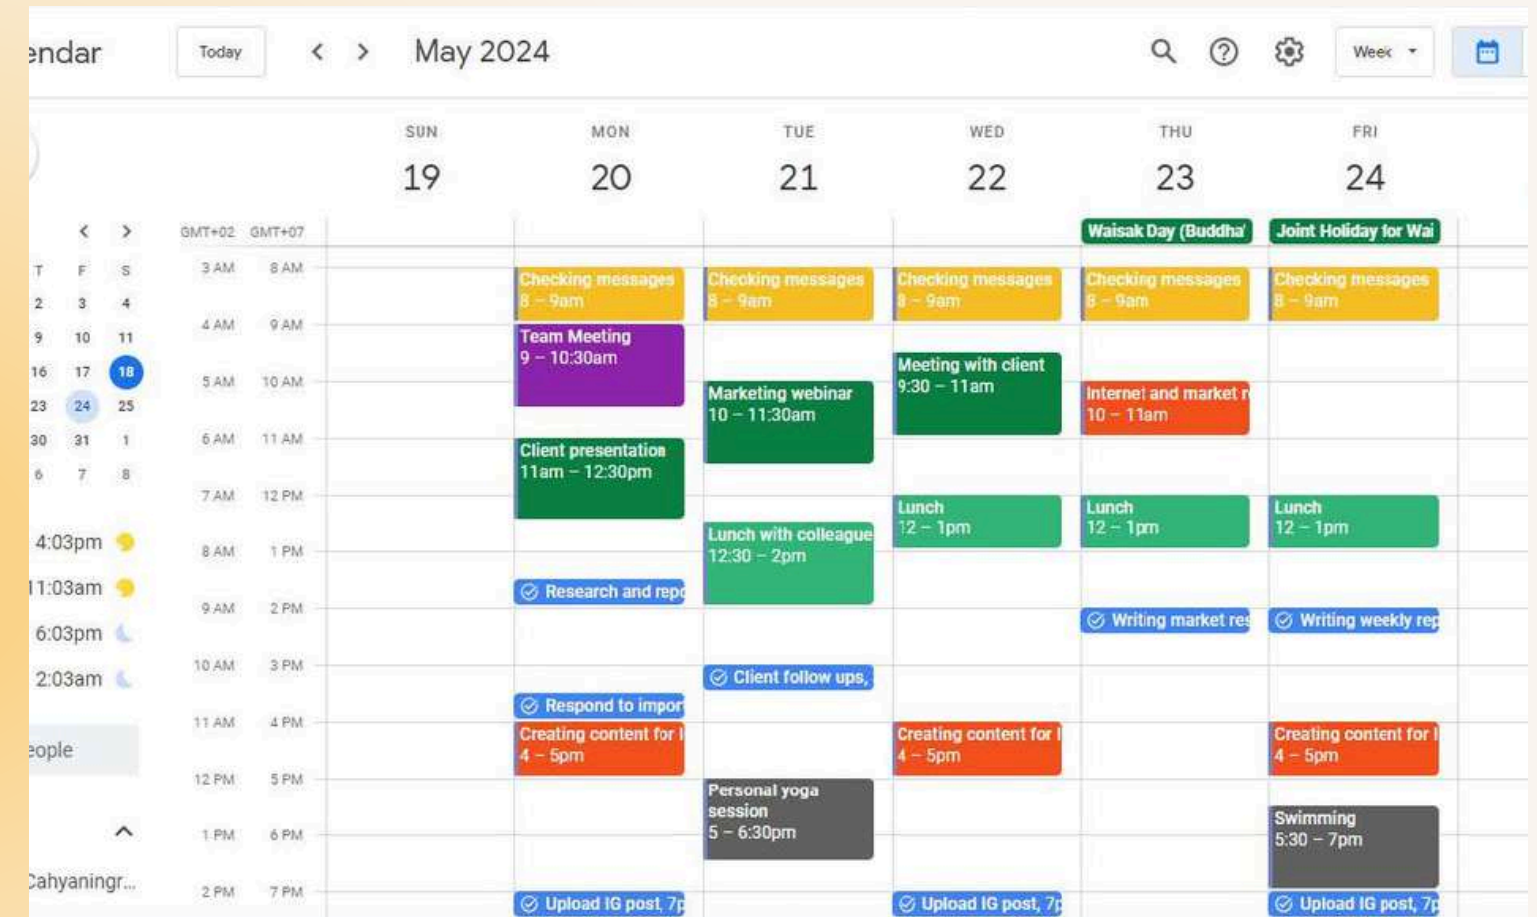 endar
Today
May 2024
Week
SUN
MON
TUE
WED
THU
FRI
19
20
21
22
23
24
GMT+02 GMT+07
Waisak Day (Buddha'
Joint Holiday for Wai
T F S
2 3 4
9 10 11
16 17 18
23 24 25
30 31 1
6 7 8
4:03pm
11:03am
6:03pm
2:03am
eople
Cahyaningr...
3 AM 8 AM
4 AM 9 AM
5 AM 10 AM
6 AM 11 AM
7 AM 12 PM
8 AM 1 PM
9 AM 2 PM
10 AM 3 PM
11 AM 4 PM
12 PM 5 PM
1 PM 6 PM
2 PM 7 PM
Checking messages
8 – 9am
Team Meeting
9 – 10:30am
Client presentation
11am – 12:30pm
Research and repo
Respond to impor
Creating content for I
4 – 5pm
Upload IG post, 7p
Checking messages
8 – 9am
Marketing webinar
10 – 11:30am
Lunch with colleague
12:30 – 2pm
Client follow ups,
Personal yoga
session
5 – 6:30pm
Checking messages
8 – 9am
Meeting with client
9:30 – 11am
Lunch
12 – 1pm
Creating content for I
4 – 5pm
Upload IG post, 7p
Checking messages
8 – 9am
Internet and market r
10 – 11am
Lunch
12 – 1pm
Writing market res
Checking messages
8 – 9am
Lunch
12 – 1pm
Writing weekly rep
Creating content for I
4 – 5pm
Swimming
5:30 – 7pm
Upload IG post, 7p